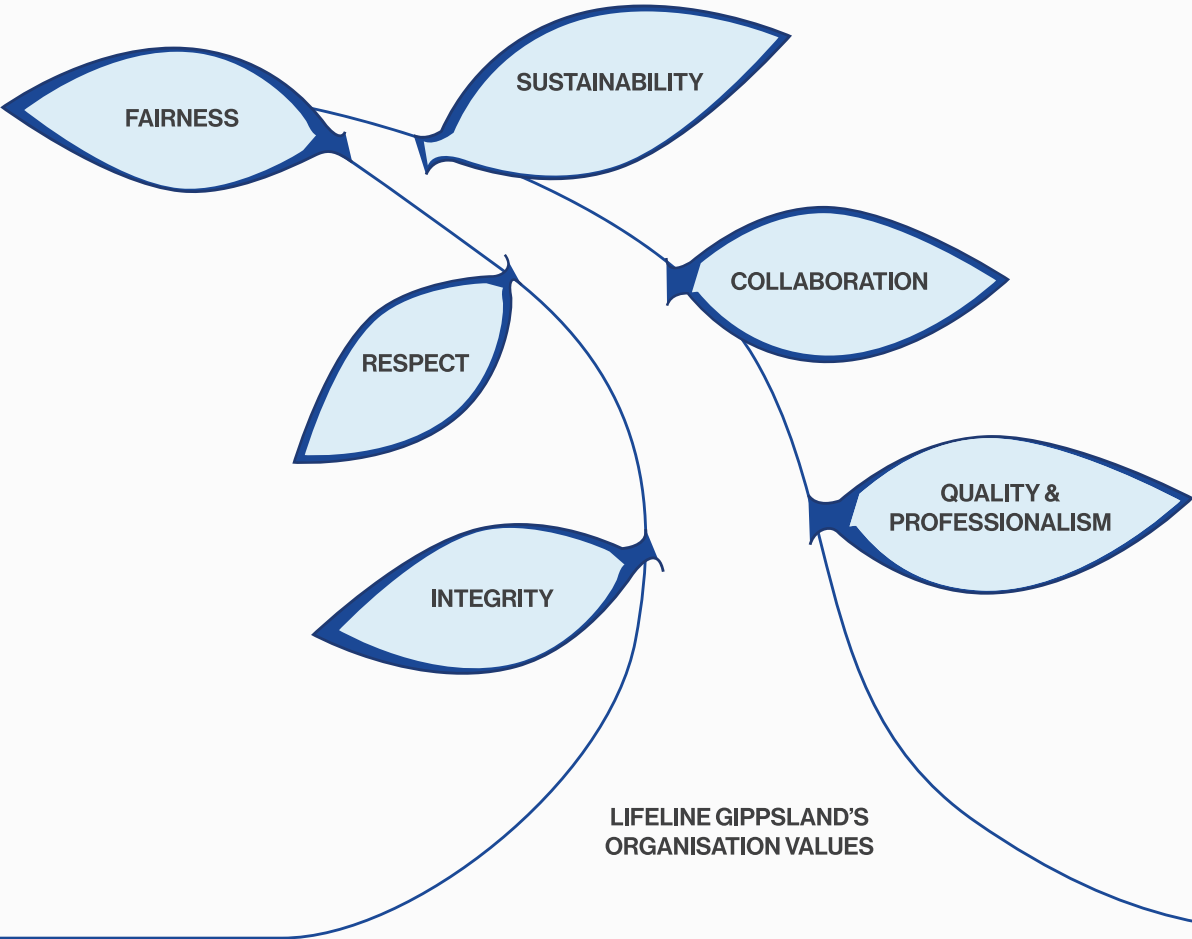 SUSTAINABILITY
FAIRNESS
COLLABORATION
RESPECT
QUALITY &
PROFESSIONALISM
INTEGRITY
LIFELINE GIPPSLAND’S
ORGANISATION VALUES